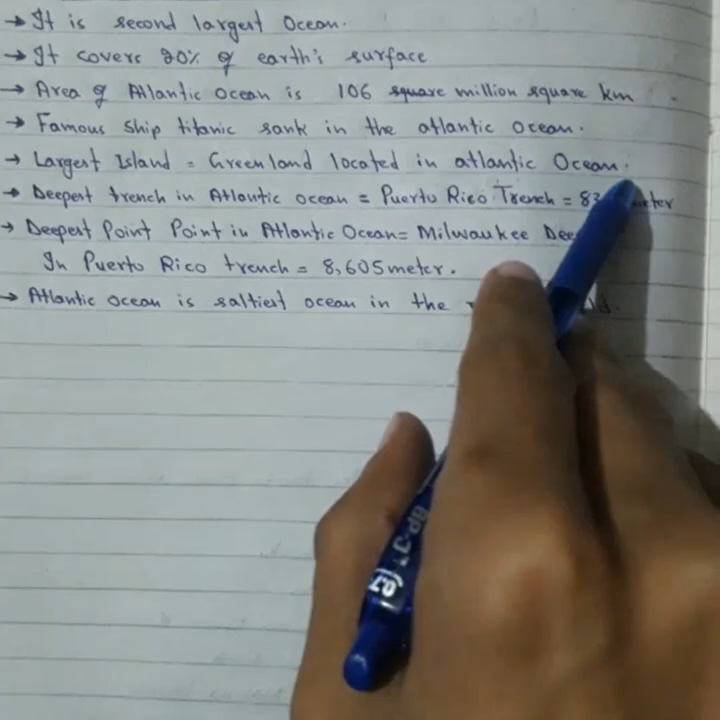 → It is second largest Ocean.
→ It covers 20% of earth's surface
→ Area of Atlantic Ocean is 106 square million square km
→ Famous ship titanic sank in the atlantic Ocean.
→ Largest Island = Greenland located in atlantic Ocean.
→ Deepest trench in Atlantic ocean = Puerto Rico Trench =
→ Deepest Point Point in Atlantic Ocean = Milwaukee
In Puerto Rico trench = 8,605 meter.
→ Atlantic ocean is saltiest ocean in the
0.7